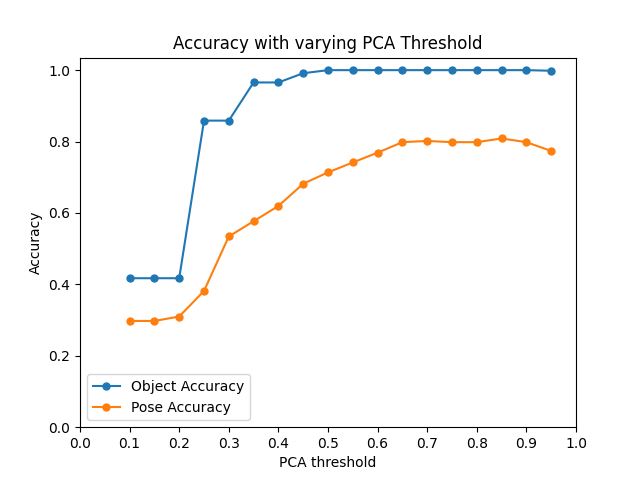 Accuracy with varying PCA Threshold
1.0
0.8
0.6
0.4
0.2
0.0
Accuracy
Object Accuracy
Pose Accuracy
0.0 0.1 0.2 0.3 0.4 0.5 0.6 0.7 0.8 0.9 1.0
PCA threshold